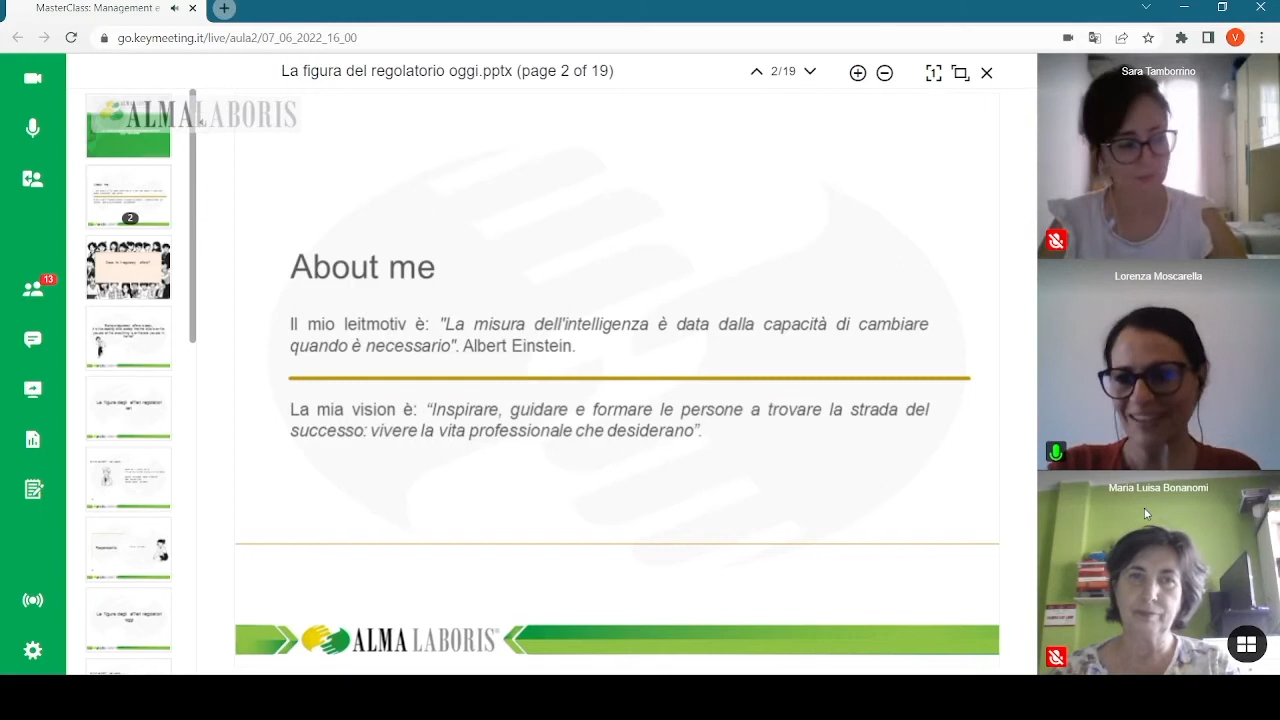 MasterClass: Management e
go.keymeeting.it/live/aula2/07_06_2022_16_00
V
La figura del regolatorio oggi.pptx (page 2 of 19)
2/19
ALMA LABORIS
2
13
About me
Il mio leitmotiv è: "La misura dell'intelligenza è data dalla capacità di cambiare
quando è necessario". Albert Einstein.
La mia vision è: “Inspirare, guidare e formare le persone a trovare la strada del
successo: vivere la vita professionale che desiderano”.
ALMA LABORIS
Sara Tamborrino
Lorenza Moscarella
Maria Luisa Bonanomi